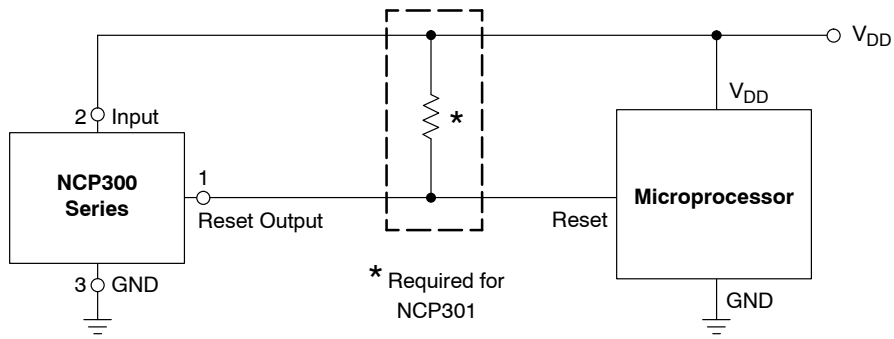 V_DD
V_DD
2 Input
*
NCP300
Series
1
Reset Output
Microprocessor
Reset
3 GND
* Required for
NCP301
GND